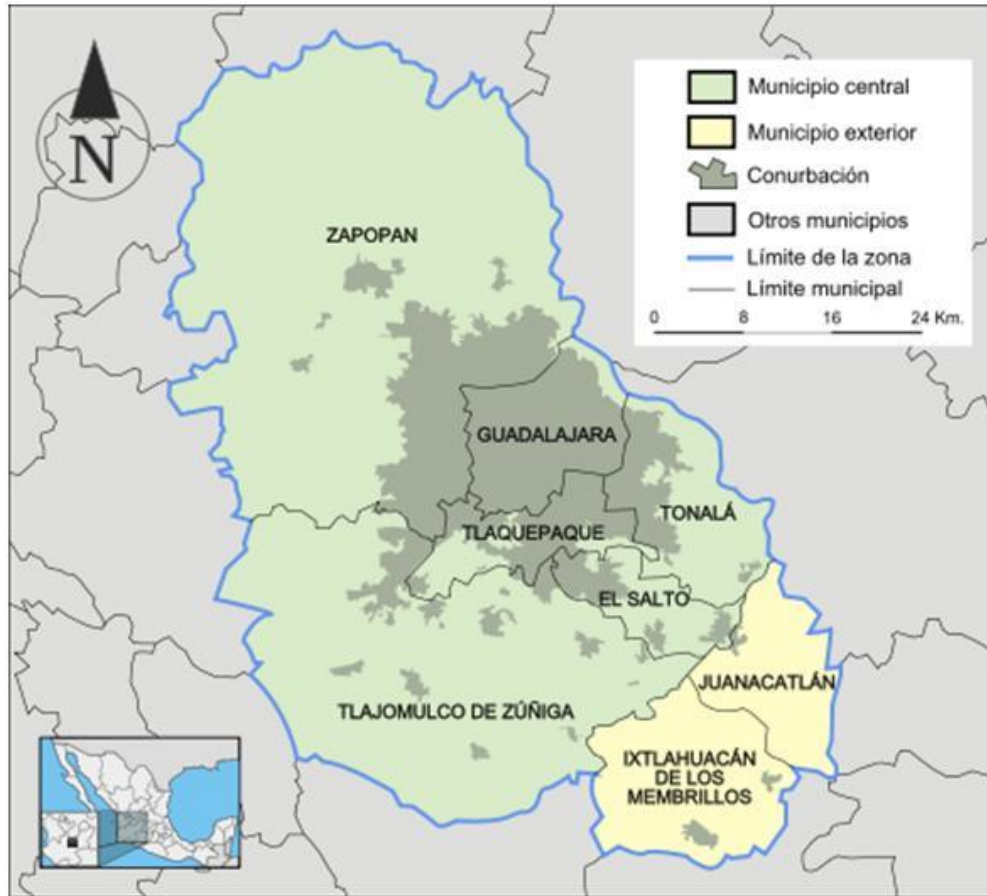 N
Municipio central
Municipio exterior
Conurbación
Otros municipios
Límite de la zona
Límite municipal
0 8 16 24 Km.
ZAPOPAN
GUADALAJARA
TONALÁ
TLAQUEPAQUE
EL SALTO
JUANACATLÁN
TLAJOMULCO DE ZÚÑIGA
IXTLAHUACÁN
DE LOS
MEMBRILLOS